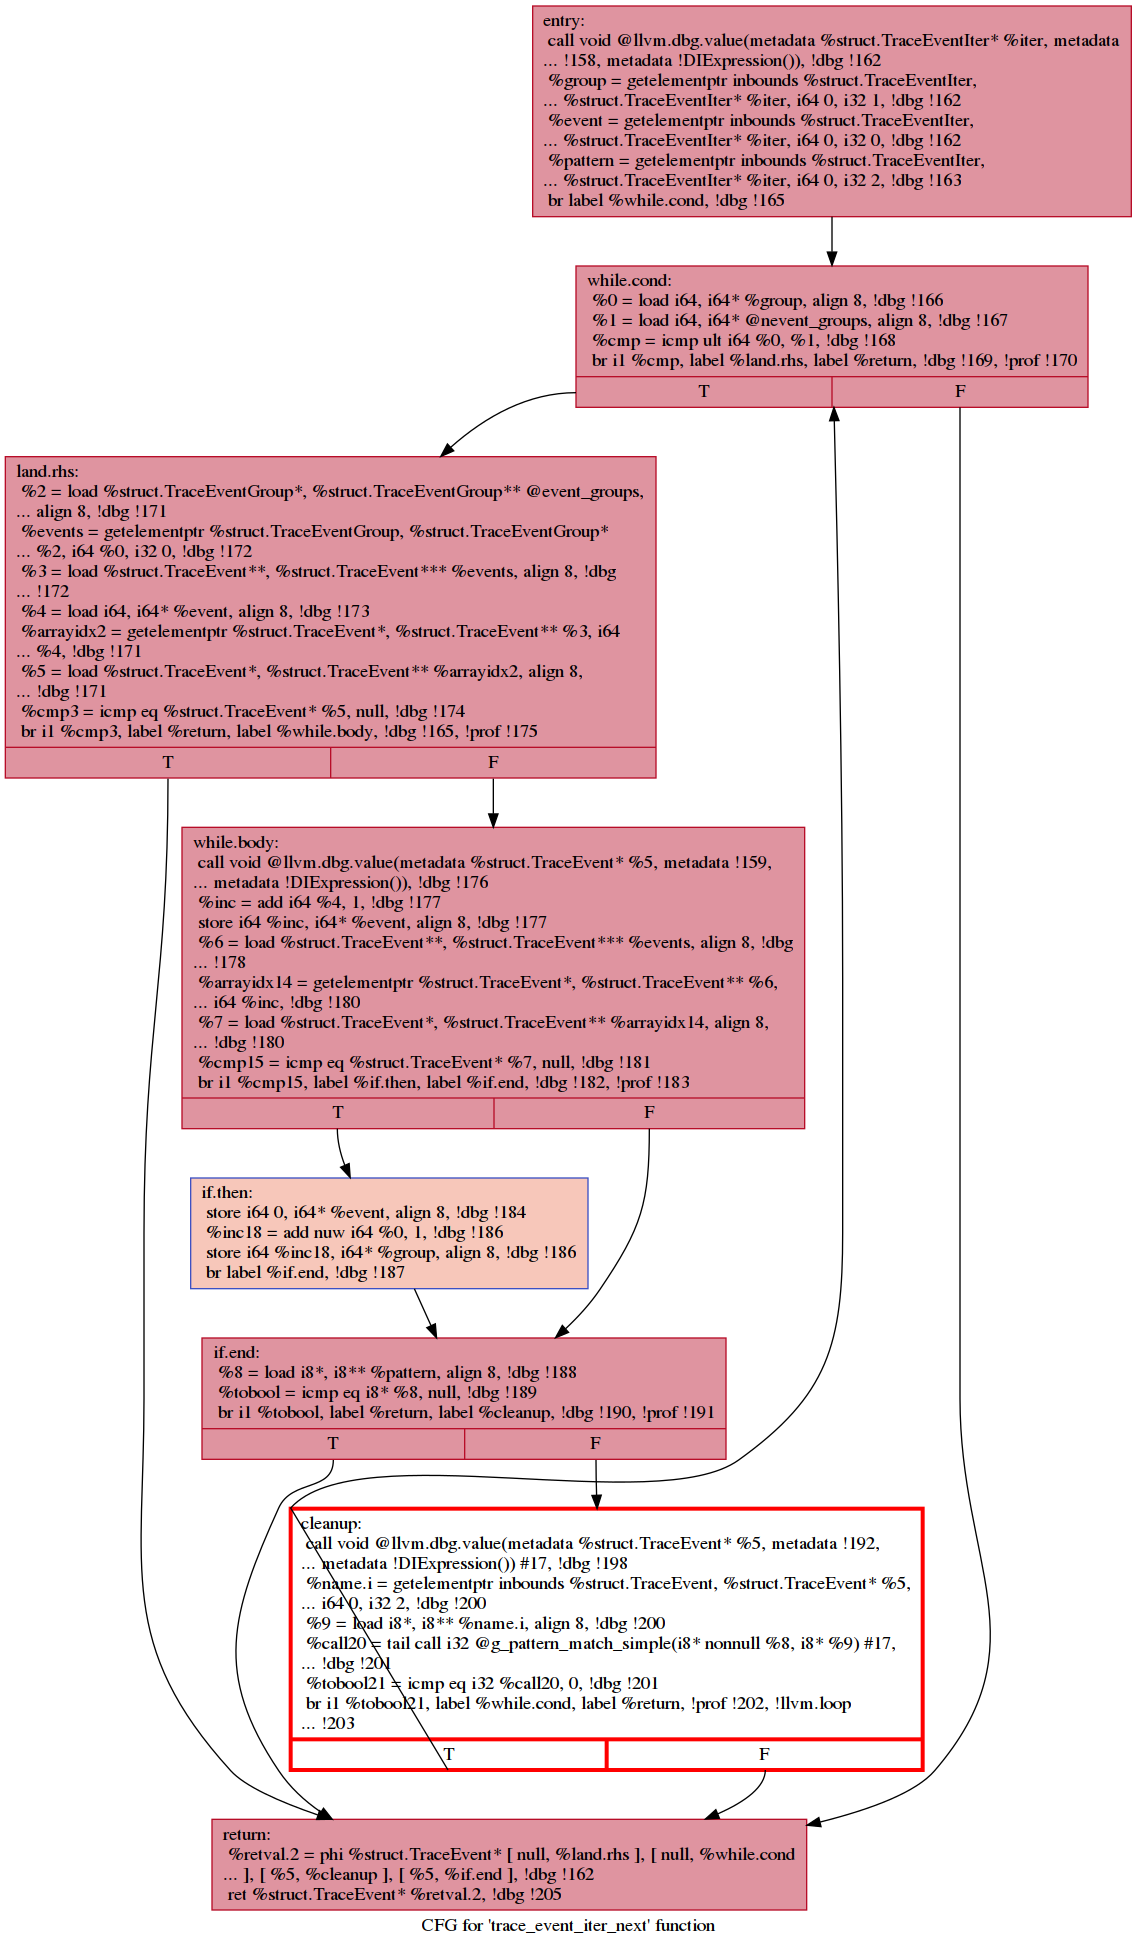 entry:
call void @llvm.dbg.value(metadata %struct.TraceEventIter* %iter, metadata
... !158, metadata !DIExpression()), !dbg !162
%group = getelementptr inbounds %struct.TraceEventIter,
... %struct.TraceEventIter* %iter, i64 0, i32 1, !dbg !162
%event = getelementptr inbounds %struct.TraceEventIter,
... %struct.TraceEventIter* %iter, i64 0, i32 0, !dbg !162
%pattern = getelementptr inbounds %struct.TraceEventIter,
... %struct.TraceEventIter* %iter, i64 0, i32 2, !dbg !163
br label %while.cond, !dbg !165
while.cond:
%0 = load i64, i64* %group, align 8, !dbg !166
%1 = load i64, i64* @nevent_groups, align 8, !dbg !167
%cmp = icmp ult i64 %0, %1, !dbg !168
br i1 %cmp, label %land.rhs, label %return, !dbg !169, !prof !170
T F
land.rhs:
%2 = load %struct.TraceEventGroup*, %struct.TraceEventGroup** @event_groups,
... align 8, !dbg !171
%events = getelementptr %struct.TraceEventGroup, %struct.TraceEventGroup*
... %2, i64 %0, i32 0, !dbg !172
%3 = load %struct.TraceEvent**, %struct.TraceEvent*** %events, align 8, !dbg
... !172
%4 = load i64, i64* %event, align 8, !dbg !173
%arrayidx2 = getelementptr %struct.TraceEvent*, %struct.TraceEvent** %3, i64
... %4, !dbg !171
%5 = load %struct.TraceEvent*, %struct.TraceEvent** %arrayidx2, align 8,
... !dbg !171
%cmp3 = icmp eq %struct.TraceEvent* %5, null, !dbg !174
br i1 %cmp3, label %return, label %while.body, !dbg !165, !prof !175
T F
while.body:
call void @llvm.dbg.value(metadata %struct.TraceEvent* %5, metadata !159,
... metadata !DIExpression()), !dbg !176
%inc = add i64 %4, 1, !dbg !177
store i64 %inc, i64* %event, align 8, !dbg !177
%6 = load %struct.TraceEvent**, %struct.TraceEvent*** %events, align 8, !dbg
... !178
%arrayidx14 = getelementptr %struct.TraceEvent*, %struct.TraceEvent** %6,
... i64 %inc, !dbg !180
%7 = load %struct.TraceEvent*, %struct.TraceEvent** %arrayidx14, align 8,
... !dbg !180
%cmp15 = icmp eq %struct.TraceEvent* %7, null, !dbg !181
br i1 %cmp15, label %if.then, label %if.end, !dbg !182, !prof !183
T F
if.then:
store i64 0, i64* %event, align 8, !dbg !184
%inc18 = add nuw i64 %0, 1, !dbg !186
store i64 %inc18, i64* %group, align 8, !dbg !186
br label %if.end, !dbg !187
if.end:
%8 = load i8*, i8** %pattern, align 8, !dbg !188
%tobool = icmp eq i8* %8, null, !dbg !189
br i1 %tobool, label %return, label %cleanup, !dbg !190, !prof !191
T F
cleanup:
call void @llvm.dbg.value(metadata %struct.TraceEvent* %5, metadata !192,
... metadata !DIExpression()) #17, !dbg !198
%name.i = getelementptr inbounds %struct.TraceEvent, %struct.TraceEvent* %5,
... i64 0, i32 2, !dbg !200
%9 = load i8*, i8** %name.i, align 8, !dbg !200
%call20 = tail call i32 @g_pattern_match_simple(i8* nonnull %8, i8* %9) #17,
... !dbg !201
%tobool21 = icmp eq i32 %call20, 0, !dbg !201
br i1 %tobool21, label %while.cond, label %return, !prof !202, !llvm.loop
... !203
T F
return:
%retval.2 = phi %struct.TraceEvent* [ null, %land.rhs ], [ null, %while.cond
... ], [ %5, %cleanup ], [ %5, %if.end ], !dbg !162
ret %struct.TraceEvent* %retval.2, !dbg !205
CFG for 'trace_event_iter_next' function